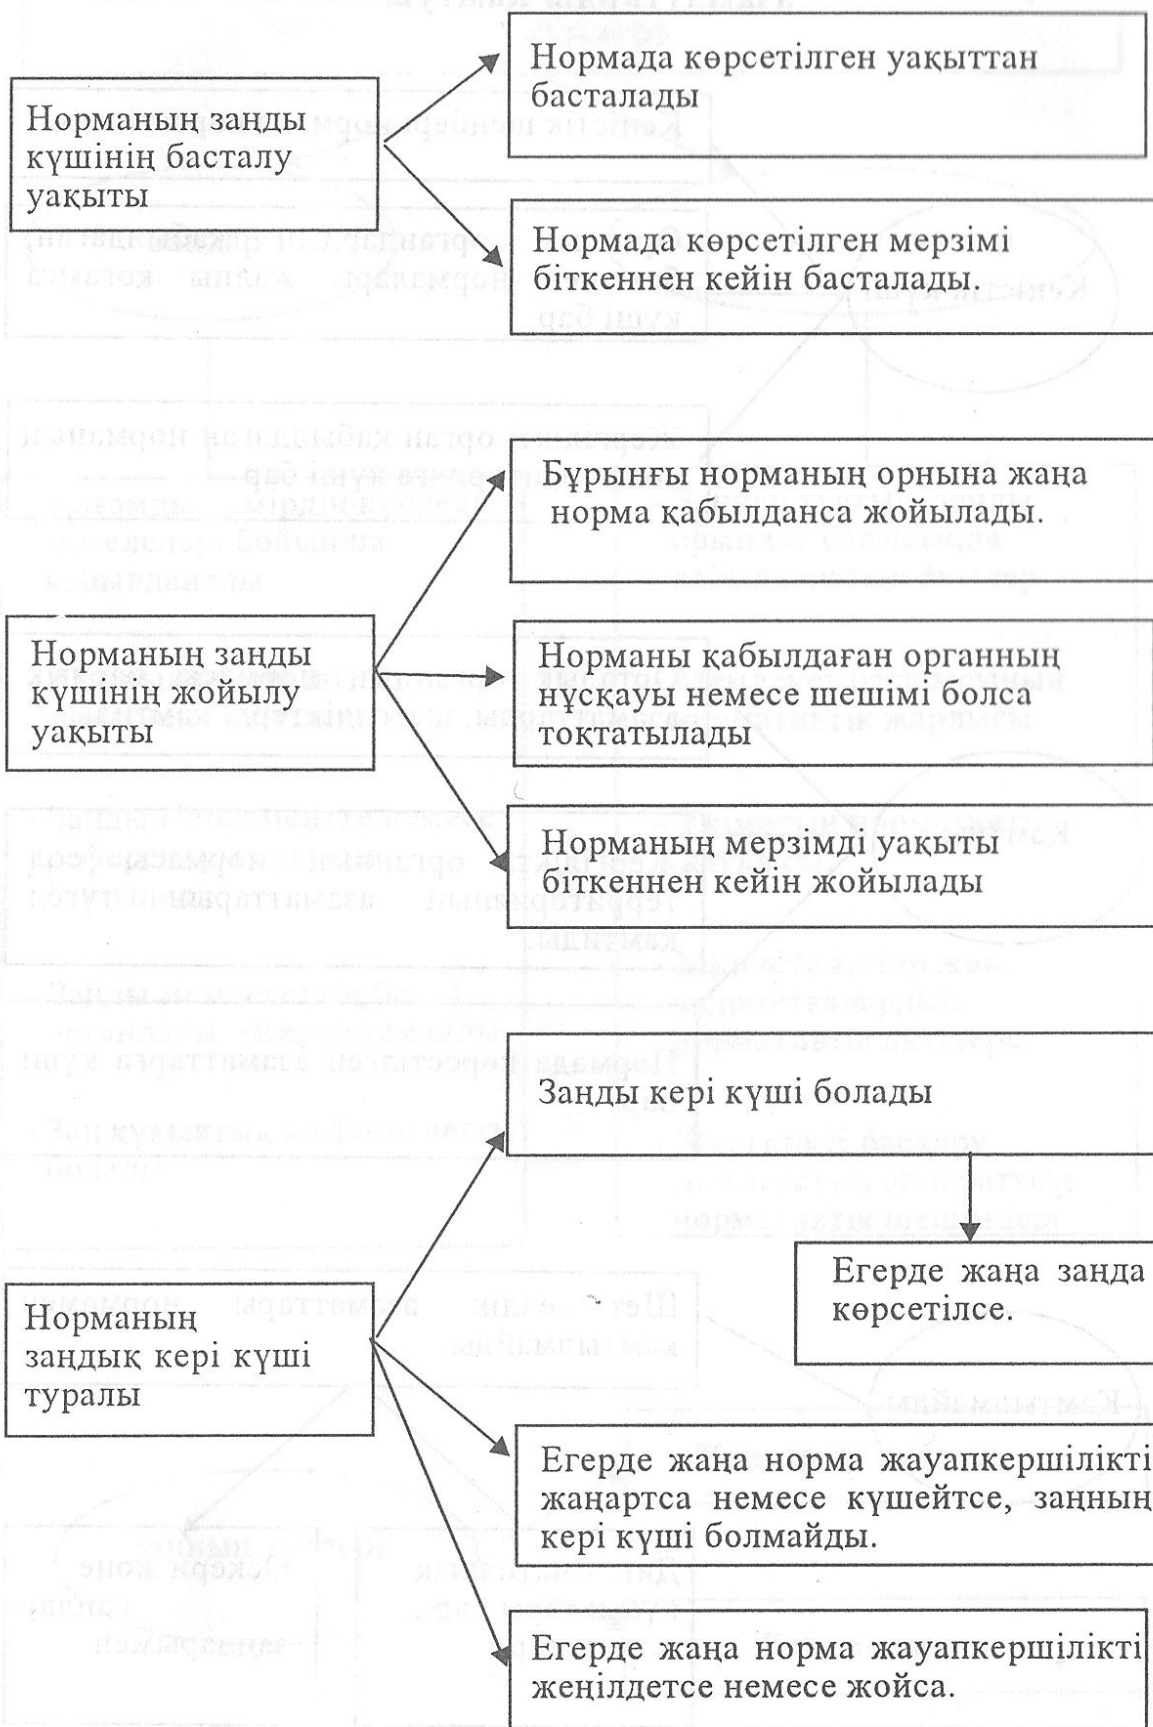 Норманың заңды
күшінің басталу
уақыты
Нормада көрсетілген уақыттан
басталады
Нормада көрсетілген мерзімі
біткеннен кейін басталады.
Норманың заңды
күшінің жойылу
уақыты
Бұрынғы норманың орнына жаңа
норма қабылданса жойылады.
Норманы қабылдаған органның
нұсқауы немесе шешімі болса
тоқтатылады
Норманың мерзімді уақыты
біткеннен кейін жойылады
Норманың
заңдық кері күші
туралы
Заңды кері күші болады
Егерде жаңа заңда
көрсетілсе.
Егерде жаңа норма жауапкершілікті
жаңартса немесе күшейтсе, заңның
кері күші болмайды.
Егерде жаңа норма жауапкершілікті
жеңілдетсе немесе жойса.